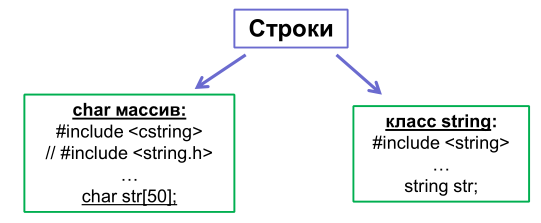 Строки
char массив:
#include <cstring>
// #include <string.h>
...
char str[50];
класс string:
#include <string>
...
string str;